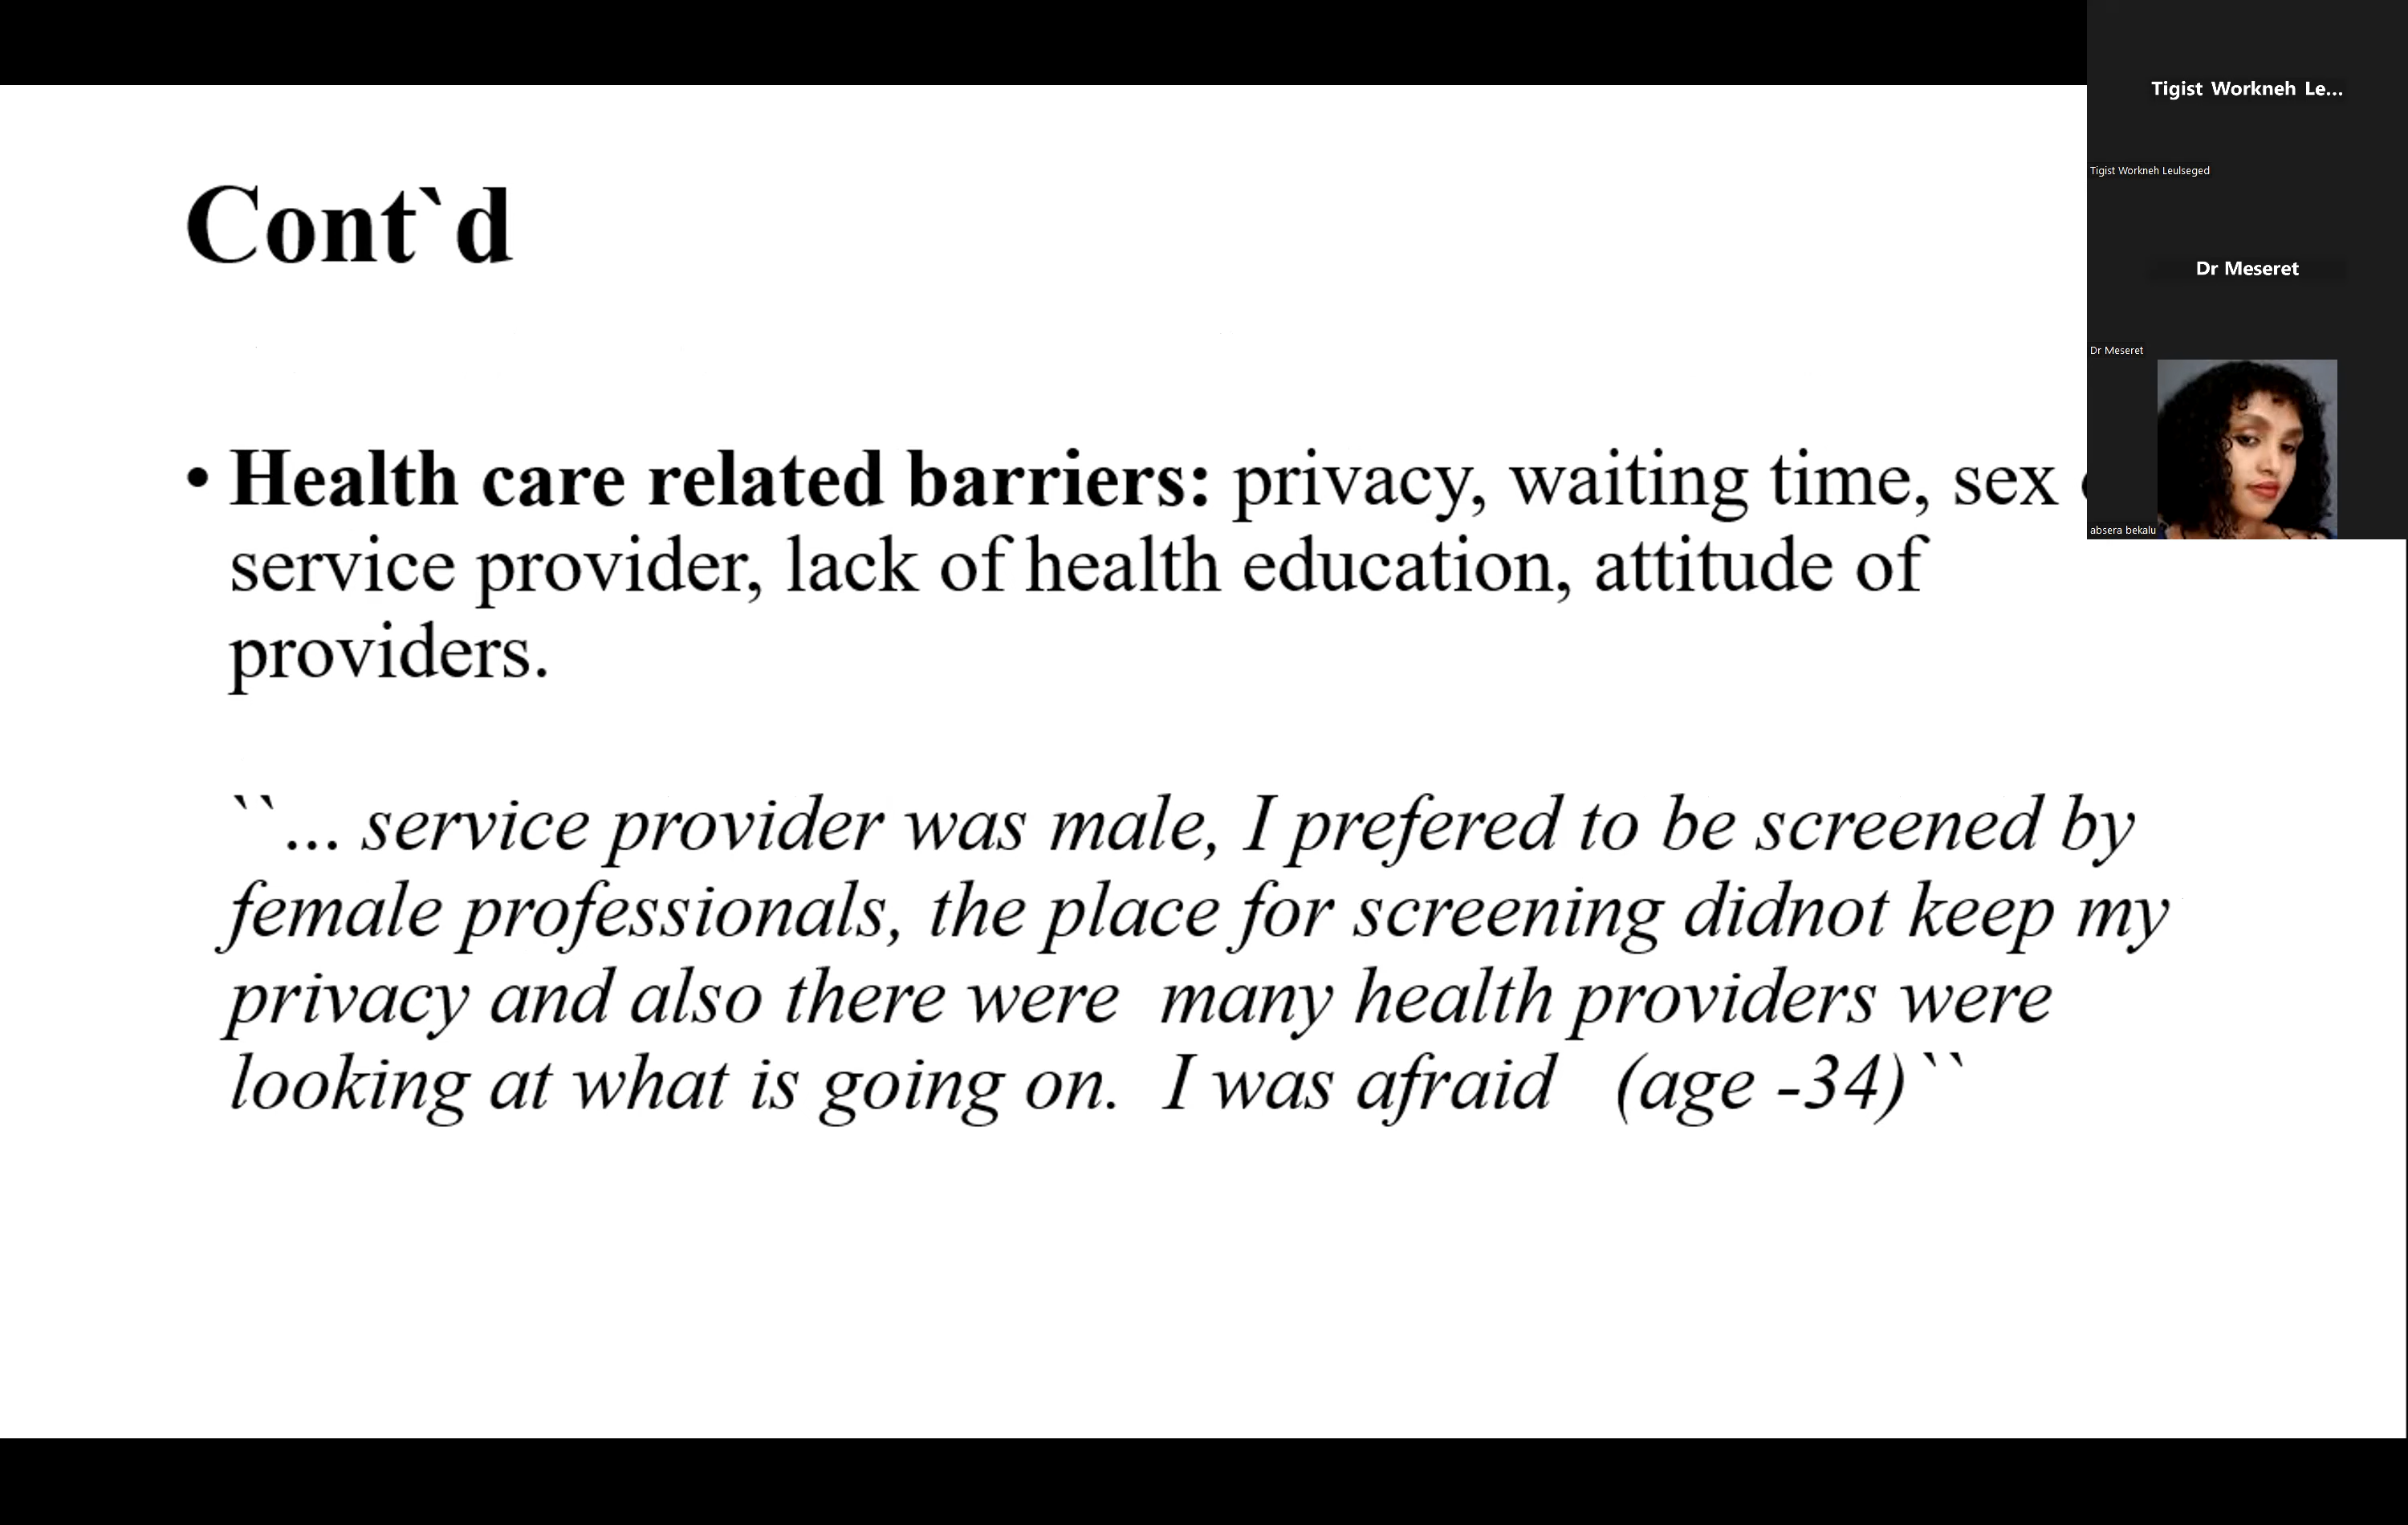 Cont`d
• Health care related barriers: privacy, waiting time, sex
service provider, lack of health education, attitude of
providers.
``... service provider was male, I prefered to be screened by
female professionals, the place for screening didnot keep my
privacy and also there were  many health providers were
looking at what is going on.  I was afraid   (age -34)``
Tigist Workneh Le...
Tigist Workneh Leulseged
Dr Meseret
Dr Meseret
absera bekalu